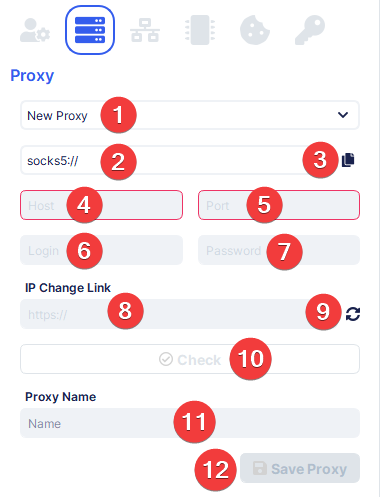 Proxy
New Proxy 1
socks5:// 2 3
Host 4 Port 5
Login 6 Password 7
IP Change Link
https:// 8 9
Check 10
Proxy Name
Name 11
12 Save Proxy